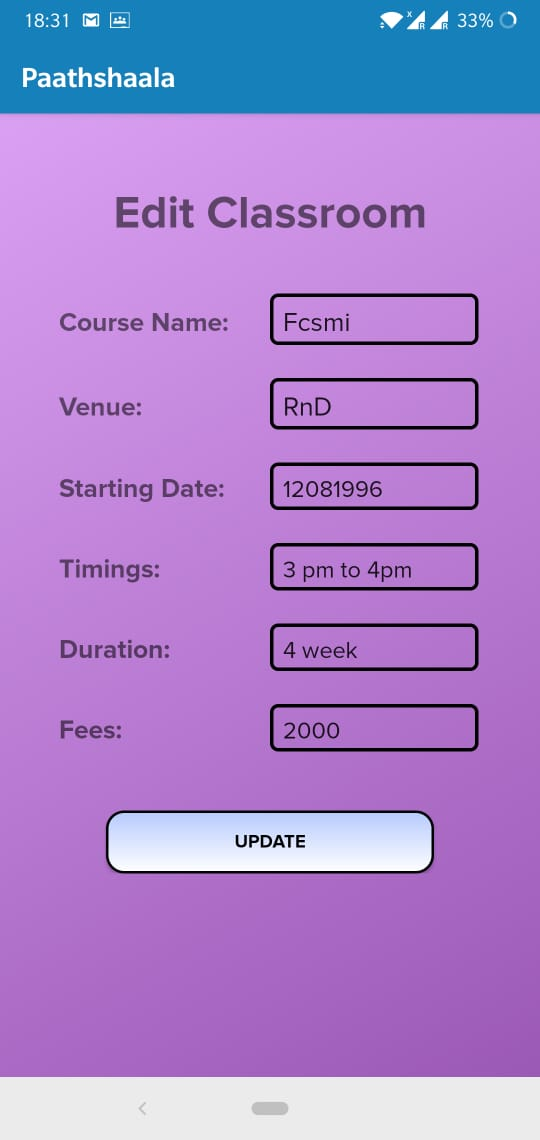 18:31 33%
Paathshaala
Edit Classroom
Course Name: Fcsmi
Venue: RnD
Starting Date: 12081996
Timings: 3 pm to 4pm
Duration: 4 week
Fees: 2000
UPDATE